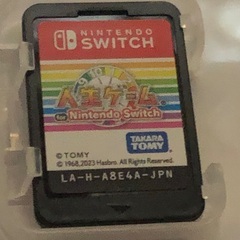 NINTENDO
SWITCH
人生ゲーム
for Nintendo Switch
TAKARA
TOMY
© TOMY
© 1968, 2023 Hasbro. All Rights Reserved.
LA-H-A8E4A-JPN